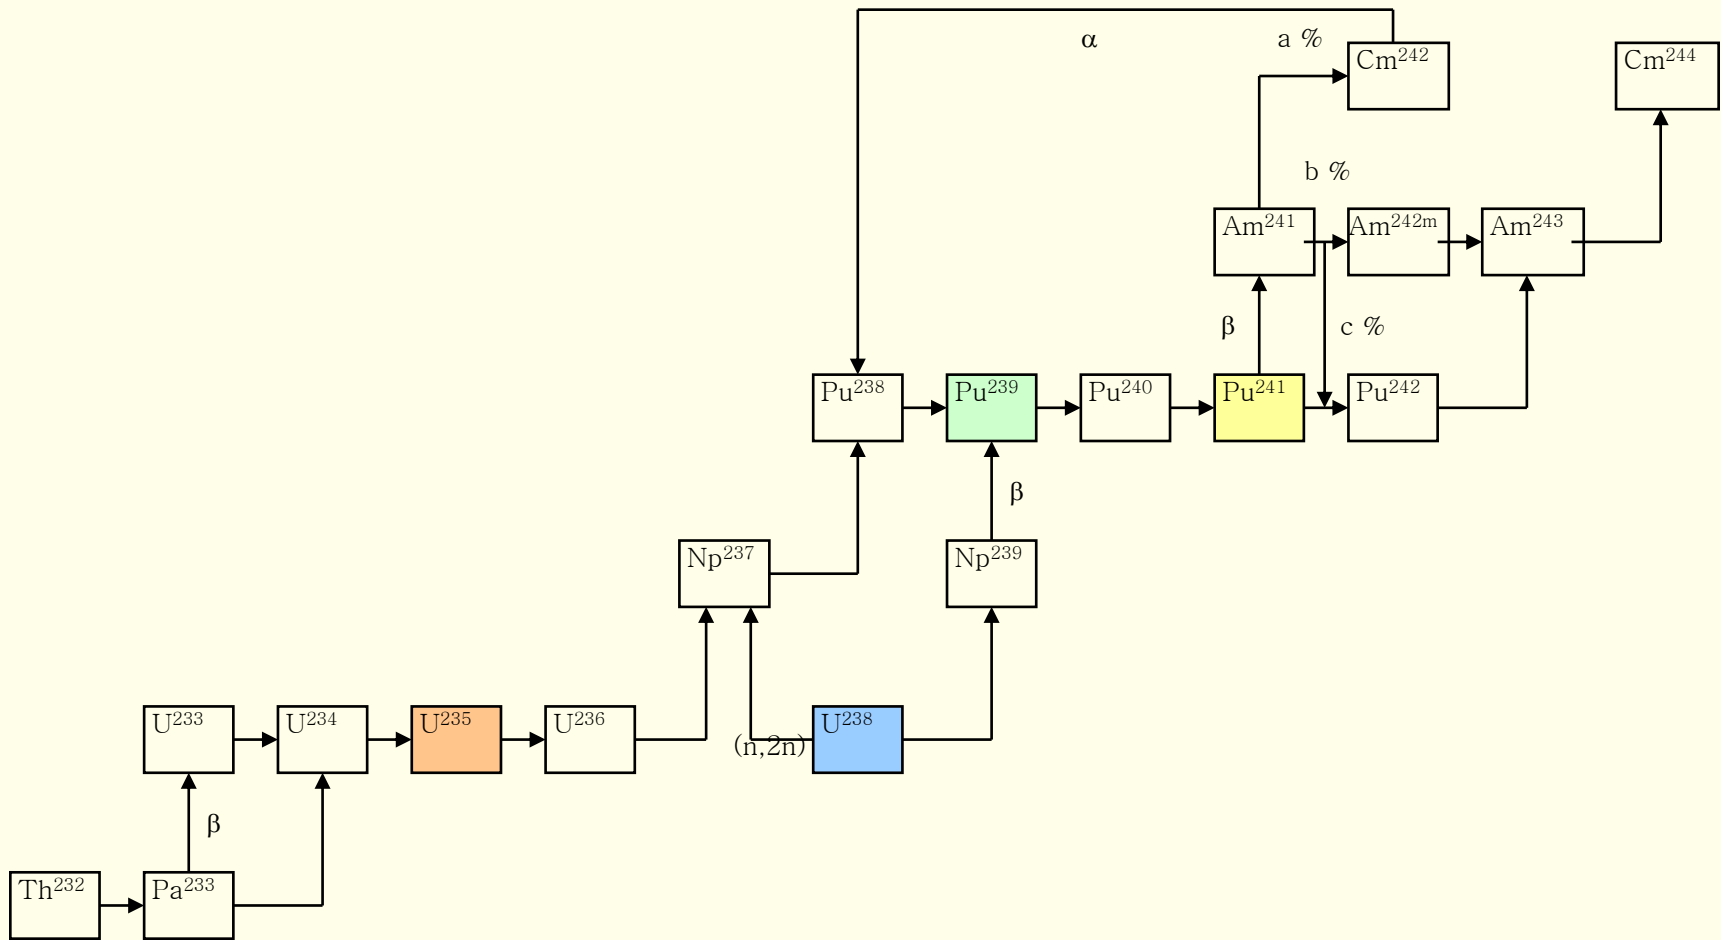 α
a %
Cm²⁴²
Cm²⁴⁴
b %
Am²⁴¹
Am²⁴²ᵐ
Am²⁴³
β
c %
Pu²³⁸
Pu²³⁹
Pu²⁴⁰
Pu²⁴¹
Pu²⁴²
β
Np²³⁷
Np²³⁹
U²³³
U²³⁴
U²³⁵
U²³⁶
(n,2n)
U²³⁸
β
Th²³²
Pa²³³